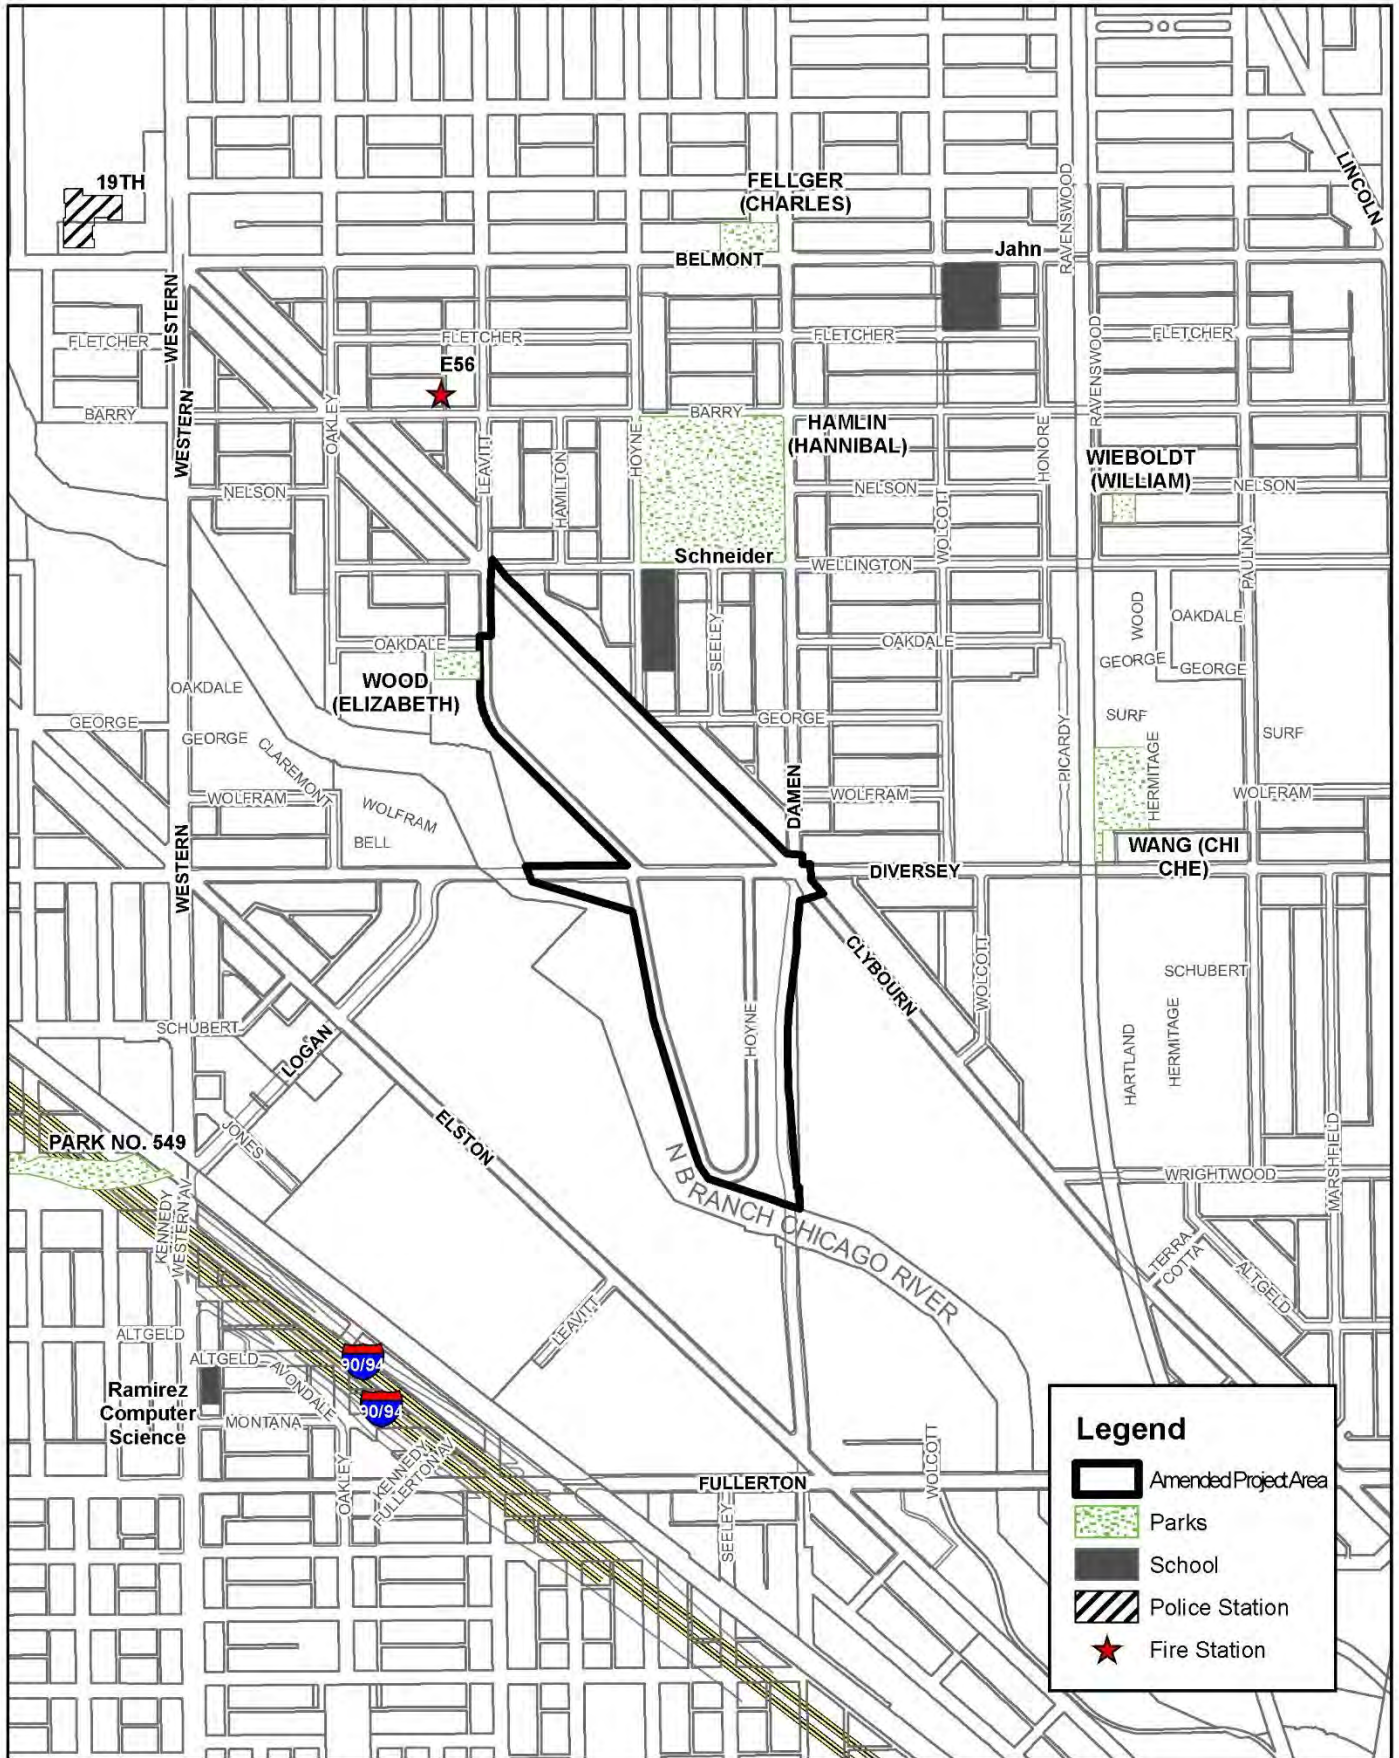 LINCOLN
19TH
FELLGER
(CHARLES)
RAVENSWOOD
BELMONT
Jahn
WESTERN
FLETCHER
FLETCHER
FLETCHER
FLETCHER
RAVENSWOOD
E56
WESTERN
BARRY
OAKLEY
BARRY
HAMLIN
(HANNIBAL)
HOYNE
LEAVITT
HAMILTON
HONORE
WIEBOLDT
(WILLIAM)
NELSON
NELSON
NELSON
WOLCOTT
PAULINA
Schneider
WELLINGTON
WOOD
OAKDALE
SEELEY
OAKDALE
OAKDALE
GEORGE
GEORGE
WOOD
(ELIZABETH)
OAKDALE
GEORGE
GEORGE
GEORGE
SURF
SURF
CLAREMONT
PICARDY
HERMITAGE
DAMEN
WOLFRAM
WOLFRAM
WOLFRAM
WOLFRAM
BELL
WESTERN
DIVERSEY
WANG (CHI
CHE)
CLYBOURN
WOLCOTT
SCHUBERT
SCHUBERT
LOGAN
HOYNE
HARTLAND
HERMITAGE
ELSTON
JONES
PARK NO. 549
KENNEDY
WESTERN AV
N BRANCH CHICAGO RIVER
WRIGHTWOOD
MARSHFIELD
TERRA
COTTA
ALTGELD
LEAVITT
ALTGELD
ALTGELD
AVONDALE
90/94
90/94
Ramirez
Computer
Science
MONTANA
OAKLEY
KENNEDY
FULLERTON AV
FULLERTON
SEELEY
WOLCOTT
Legend
Amended Project Area
Parks
School
Police Station
Fire Station